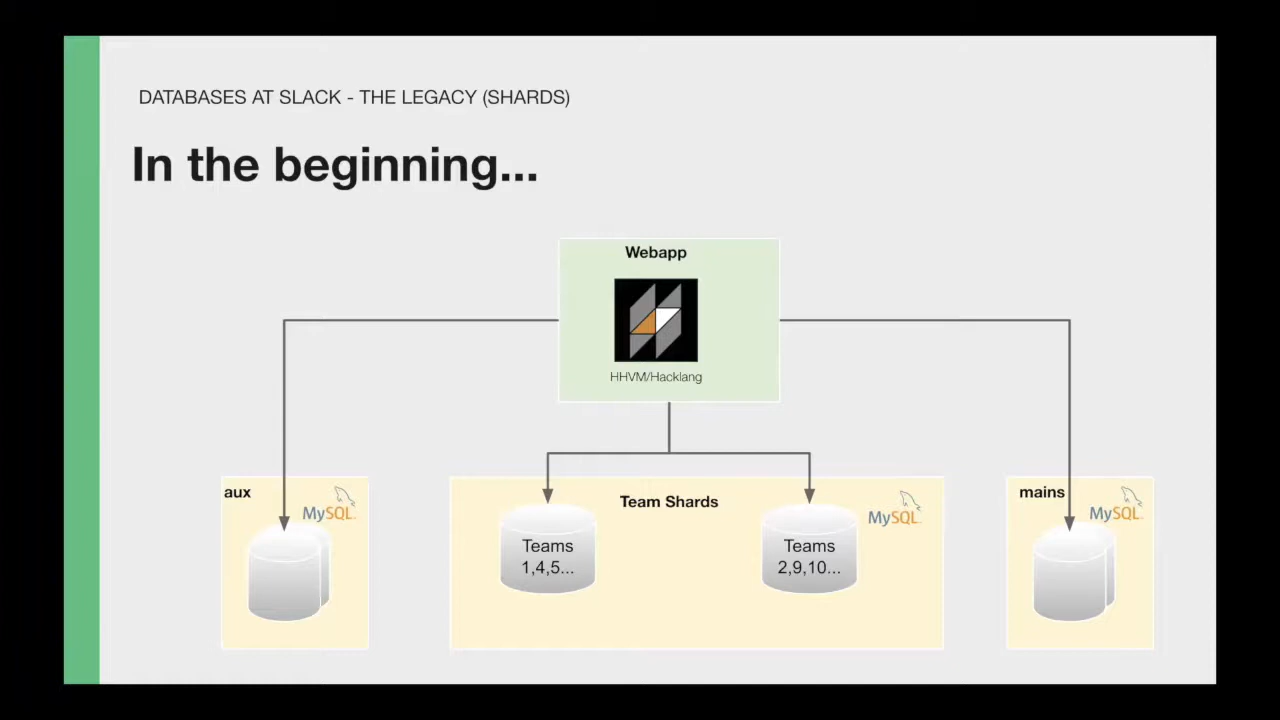 DATABASES AT SLACK - THE LEGACY (SHARDS)
In the beginning...
Webapp
HHVM/Hacklang
aux
MySQL
Team Shards
MySQL
mains
MySQL
Teams
1,4,5...
Teams
2,9,10...